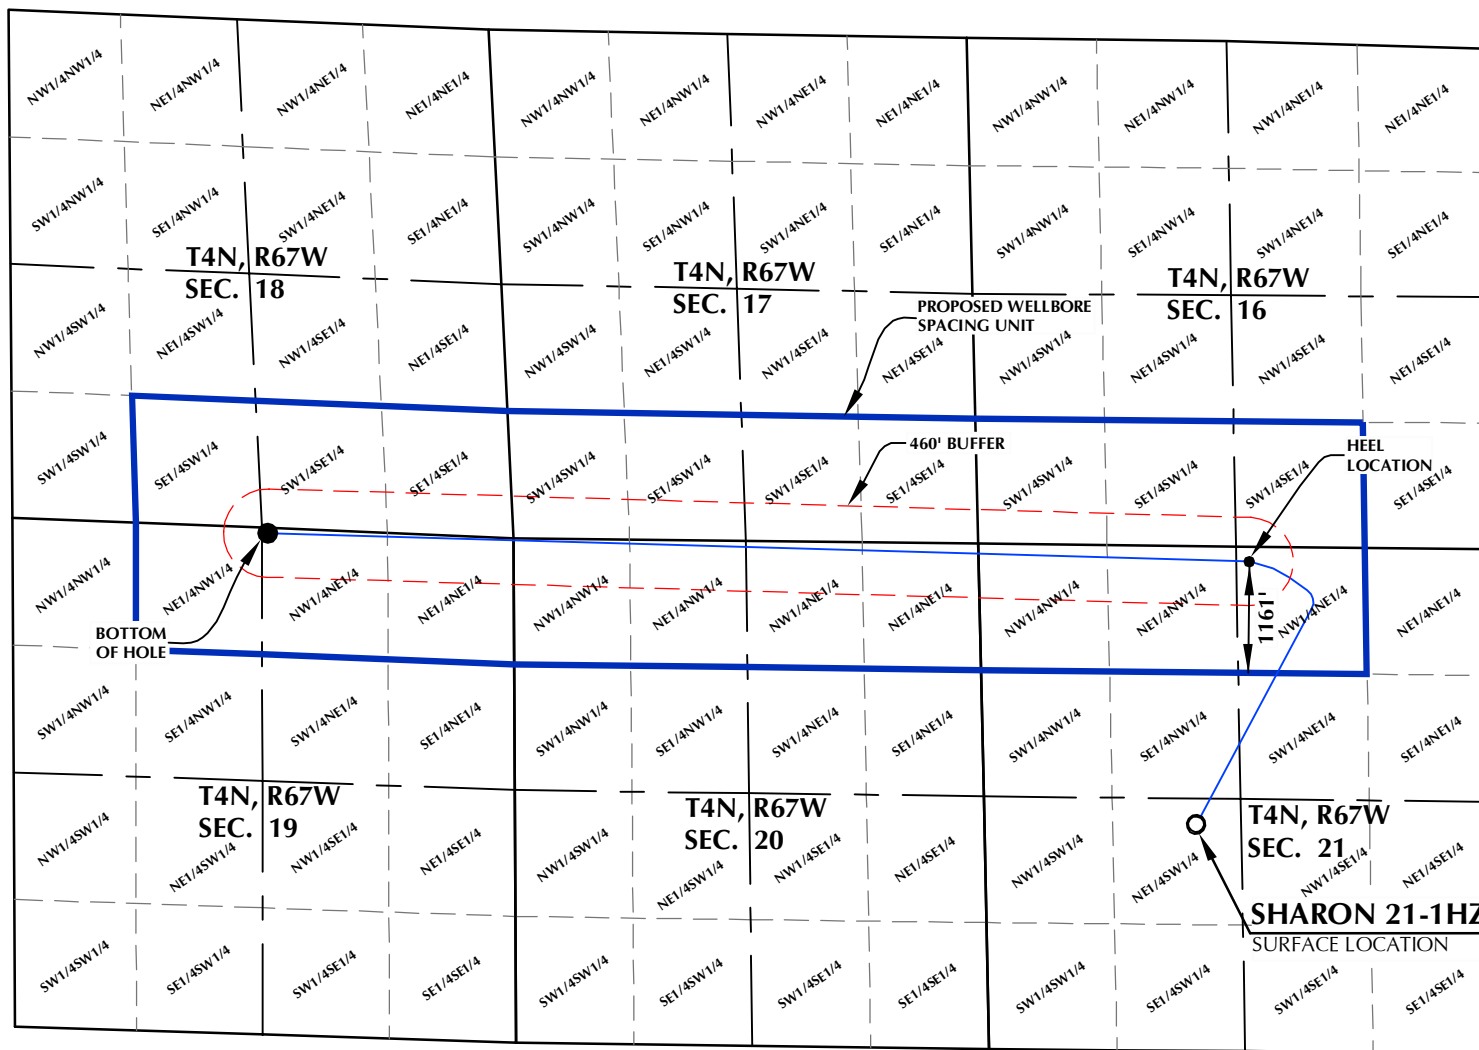 NW1/4NW1/4 NE1/4NW1/4 NW1/4NE1/4 NE1/4NE1/4 NW1/4NW1/4 NE1/4NW1/4 NW1/4NE1/4 NE1/4NE1/4 NW1/4NW1/4 NE1/4NW1/4 NW1/4NE1/4 NE1/4NE1/4
SW1/4NW1/4 SE1/4NW1/4 SW1/4NE1/4 SE1/4NE1/4 SW1/4NW1/4 SE1/4NW1/4 SW1/4NE1/4 SE1/4NE1/4 SW1/4NW1/4 SE1/4NW1/4 SW1/4NE1/4 SE1/4NE1/4
T4N, R67W
SEC. 18
T4N, R67W
SEC. 17
T4N, R67W
SEC. 16
PROPOSED WELLBORE
SPACING UNIT
NW1/4SW1/4 NE1/4SW1/4 NW1/4SE1/4 NE1/4SE1/4 NW1/4SW1/4 NE1/4SW1/4 NW1/4SE1/4 NE1/4SE1/4 NW1/4SW1/4 NE1/4SW1/4 NW1/4SE1/4 NE1/4SE1/4
460' BUFFER
HEEL
LOCATION
SW1/4SW1/4 SE1/4SW1/4 SW1/4SE1/4 SE1/4SE1/4 SW1/4SW1/4 SE1/4SW1/4 SW1/4SE1/4 SE1/4SE1/4 SW1/4SW1/4 SE1/4SW1/4 SW1/4SE1/4 SE1/4SE1/4
NW1/4NW1/4 NE1/4NW1/4 NW1/4NE1/4 NE1/4NE1/4 NW1/4NW1/4 NE1/4NW1/4 NW1/4NE1/4 NE1/4NE1/4 NW1/4NW1/4 NE1/4NW1/4 NW1/4NE1/4 NE1/4NE1/4
1161'
BOTTOM
OF HOLE
SW1/4NW1/4 SE1/4NW1/4 SW1/4NE1/4 SE1/4NE1/4 SW1/4NW1/4 SE1/4NW1/4 SW1/4NE1/4 SE1/4NE1/4 SW1/4NW1/4 SE1/4NW1/4 SW1/4NE1/4 SE1/4NE1/4
T4N, R67W
SEC. 19
T4N, R67W
SEC. 20
T4N, R67W
SEC. 21
NW1/4SW1/4 NE1/4SW1/4 NW1/4SE1/4 NE1/4SE1/4 NW1/4SW1/4 NE1/4SW1/4 NW1/4SE1/4 NE1/4SE1/4 NW1/4SW1/4 NE1/4SW1/4 NW1/4SE1/4 NE1/4SE1/4
SHARON 21-1HZ
SURFACE LOCATION
SW1/4SW1/4 SE1/4SW1/4 SW1/4SE1/4 SE1/4SE1/4 SW1/4SW1/4 SE1/4SW1/4 SW1/4SE1/4 SE1/4SE1/4 SW1/4SW1/4 SE1/4SW1/4 SW1/4SE1/4 SE1/4SE1/4